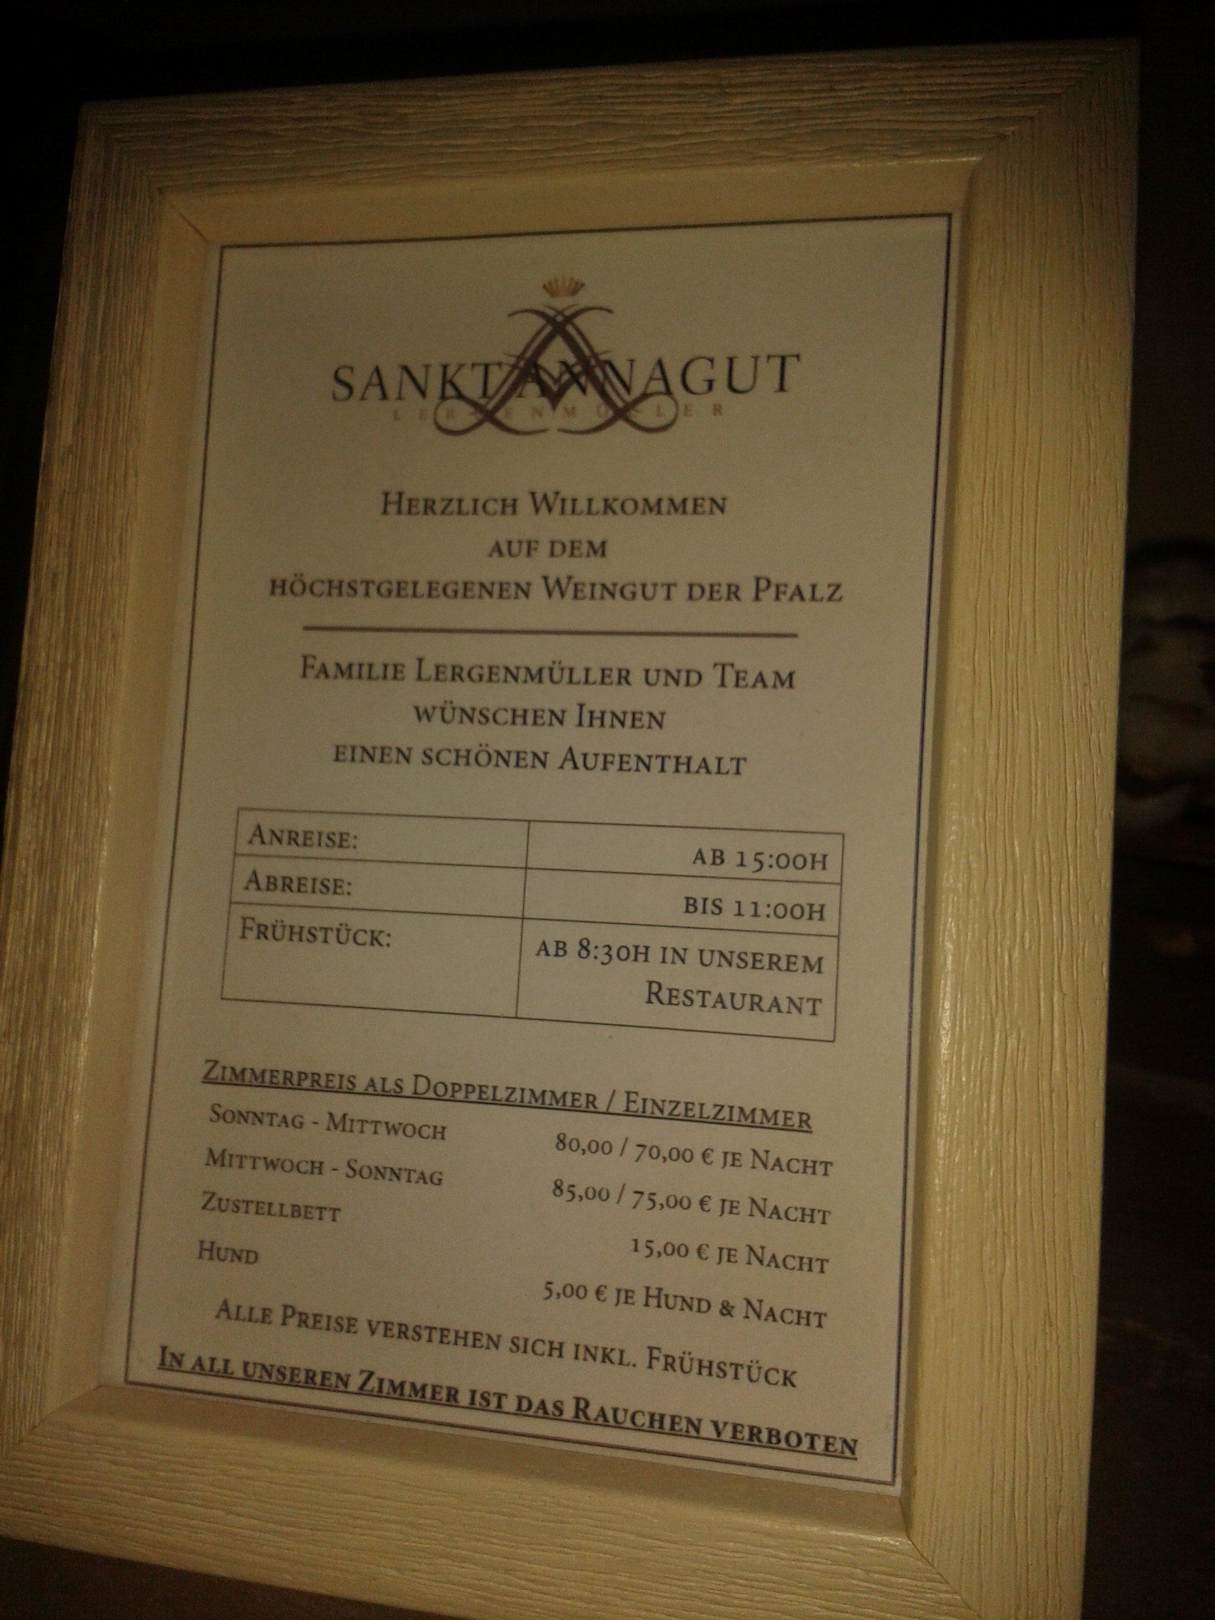 SANKT ANNAGUT
LERGENMÜLLER
HERZLICH WILLKOMMEN
AUF DEM
HÖCHSTGELEGENEN WEINGUT DER PFALZ
FAMILIE LERGENMÜLLER UND TEAM
WÜNSCHEN IHNEN
EINEN SCHÖNEN AUFENTHALT
ANREISE: AB 15:00H
ABREISE: BIS 11:00H
FRÜHSTÜCK: AB 8:30H IN UNSEREM
RESTAURANT
ZIMMERPREIS ALS DOPPELZIMMER / EINZELZIMMER
SONNTAG - MITTWOCH 80,00 / 70,00 € JE NACHT
MITTWOCH - SONNTAG 85,00 / 75,00 € JE NACHT
ZUSTELLBETT 15,00 € JE NACHT
HUND 5,00 € JE HUND & NACHT
ALLE PREISE VERSTEHEN SICH INKL. FRÜHSTÜCK
IN ALL UNSEREN ZIMMER IST DAS RAUCHEN VERBOTEN